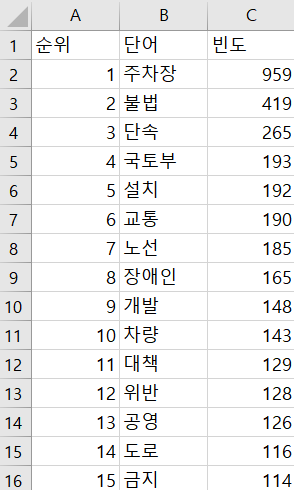 A B C
1 순위 단어 빈도
2 1 주차장 959
3 2 불법 419
4 3 단속 265
5 4 국토부 193
6 5 설치 192
7 6 교통 190
8 7 노선 185
9 8 장애인 165
10 9 개발 148
11 10 차량 143
12 11 대책 129
13 12 위반 128
14 13 공영 126
15 14 도로 116
16 15 금지 114